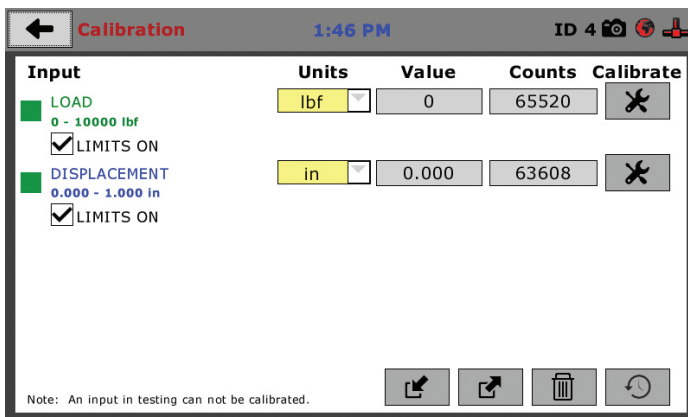 Calibration 1:46 PM ID 4
Input Units Value Counts Calibrate
LOAD lbf 0 65520
0 - 10000 lbf
LIMITS ON
DISPLACEMENT in 0.000 63608
0.000 - 1.000 in
LIMITS ON
Note: An input in testing can not be calibrated.